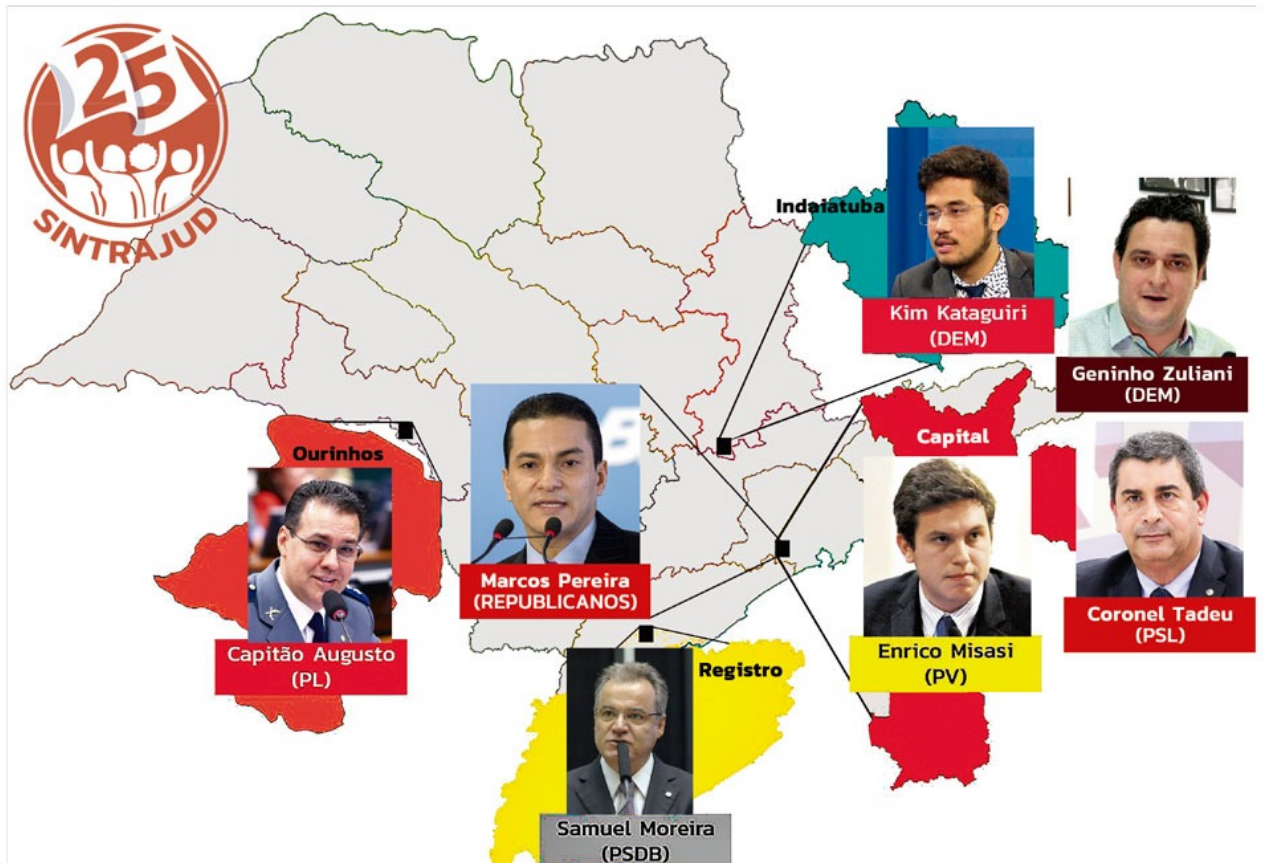 25
SINTRAJUD
Indaiatuba
Kim Kataguiri
(DEM)
Geninho Zuliani
(DEM)
Capital
Ourinhos
Capitão Augusto
(PL)
Marcos Pereira
(REPUBLICANOS)
Enrico Misasi
(PV)
Coronel Tadeu
(PSL)
Registro
Samuel Moreira
(PSDB)